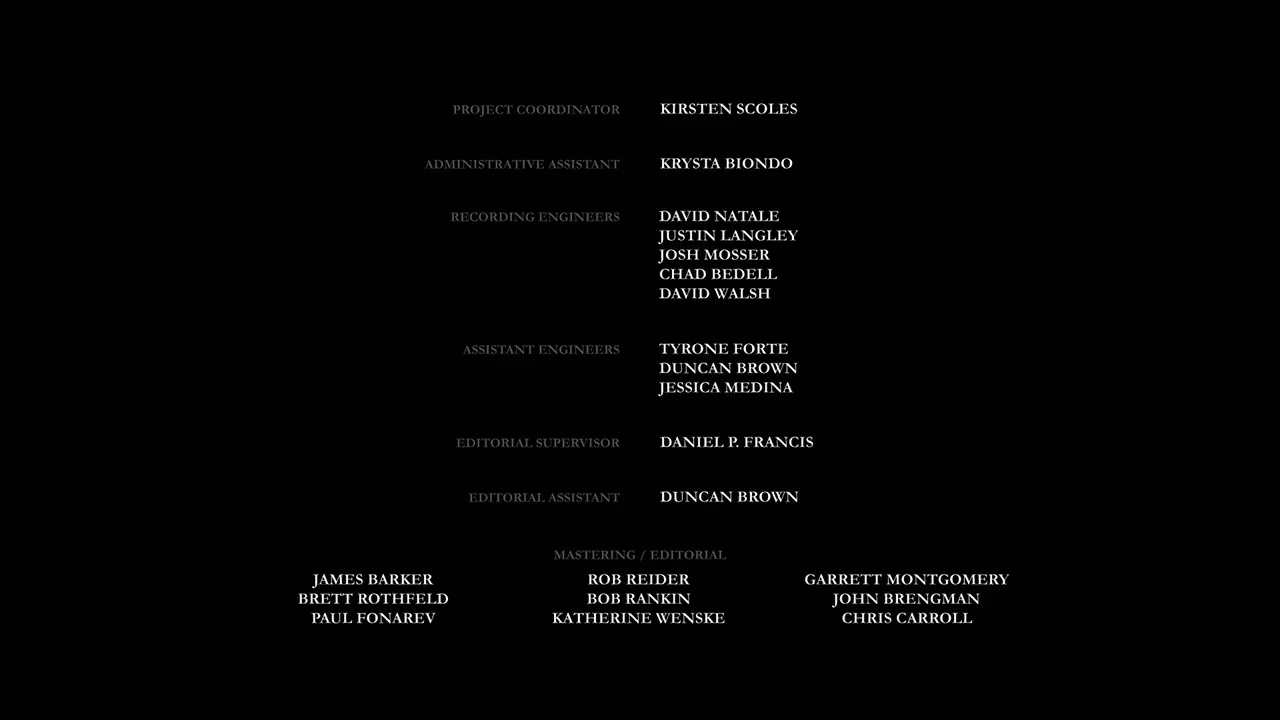 PROJECT COORDINATOR KIRSTEN SCOLES
ADMINISTRATIVE ASSISTANT KRYSTA BIONDO
RECORDING ENGINEERS DAVID NATALE
JUSTIN LANGLEY
JOSH MOSSER
CHAD BEDELL
DAVID WALSH
ASSISTANT ENGINEERS TYRONE FORTE
DUNCAN BROWN
JESSICA MEDINA
EDITORIAL SUPERVISOR DANIEL P. FRANCIS
EDITORIAL ASSISTANT DUNCAN BROWN
MASTERING / EDITORIAL
JAMES BARKER ROB REIDER GARRETT MONTGOMERY
BRETT ROTHFELD BOB RANKIN JOHN BRENGMAN
PAUL FONAREV KATHERINE WENSKE CHRIS CARROLL